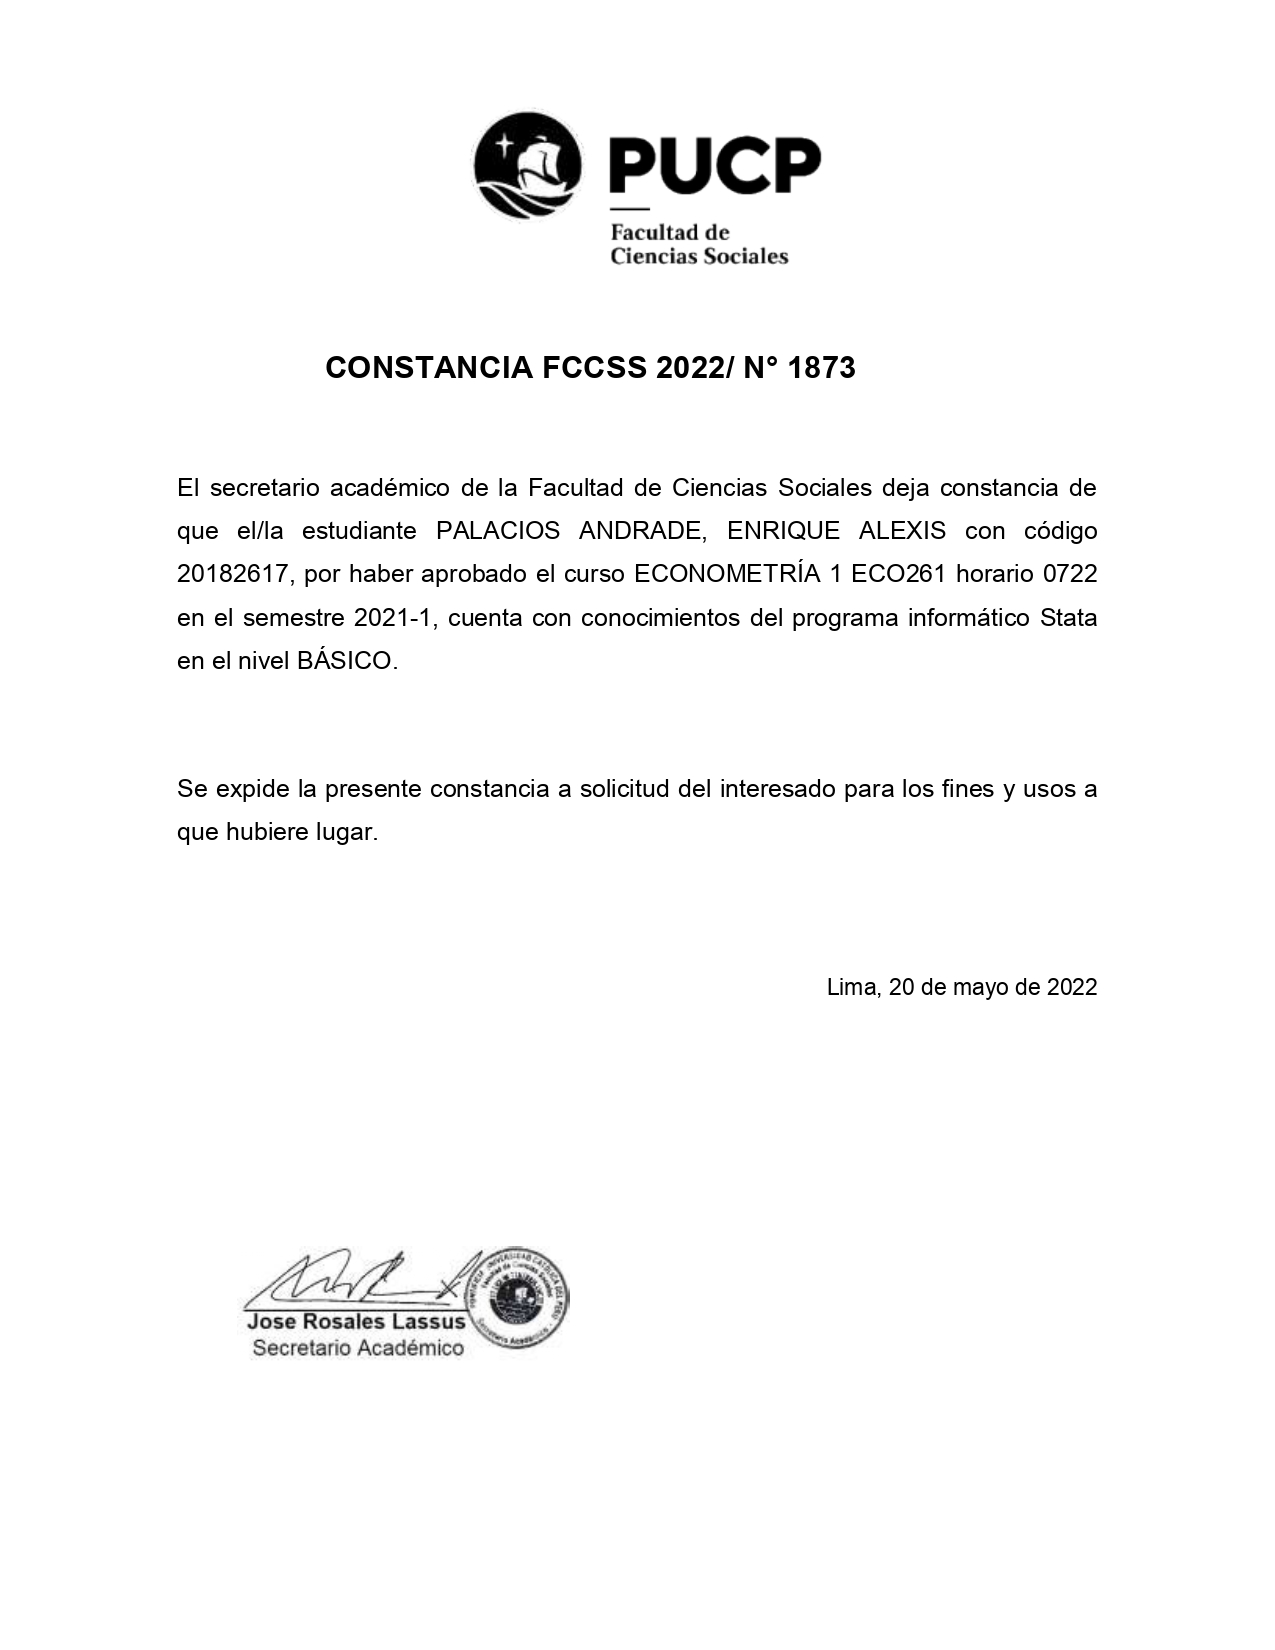 PUCP
Facultad de
Ciencias Sociales
CONSTANCIA FCCSS 2022/ N° 1873
El secretario académico de la Facultad de Ciencias Sociales deja constancia de
que el/la estudiante PALACIOS ANDRADE, ENRIQUE ALEXIS con código
20182617, por haber aprobado el curso ECONOMETRÍA 1 ECO261 horario 0722
en el semestre 2021-1, cuenta con conocimientos del programa informático Stata
en el nivel BÁSICO.
Se expide la presente constancia a solicitud del interesado para los fines y usos a
que hubiere lugar.
Lima, 20 de mayo de 2022
PONTIFICIA UNIVERSIDAD CATÓLICA DEL PERÚ
Facultad de Ciencias Sociales
Secretario Académico
Jose Rosales Lassus
Secretario Académico